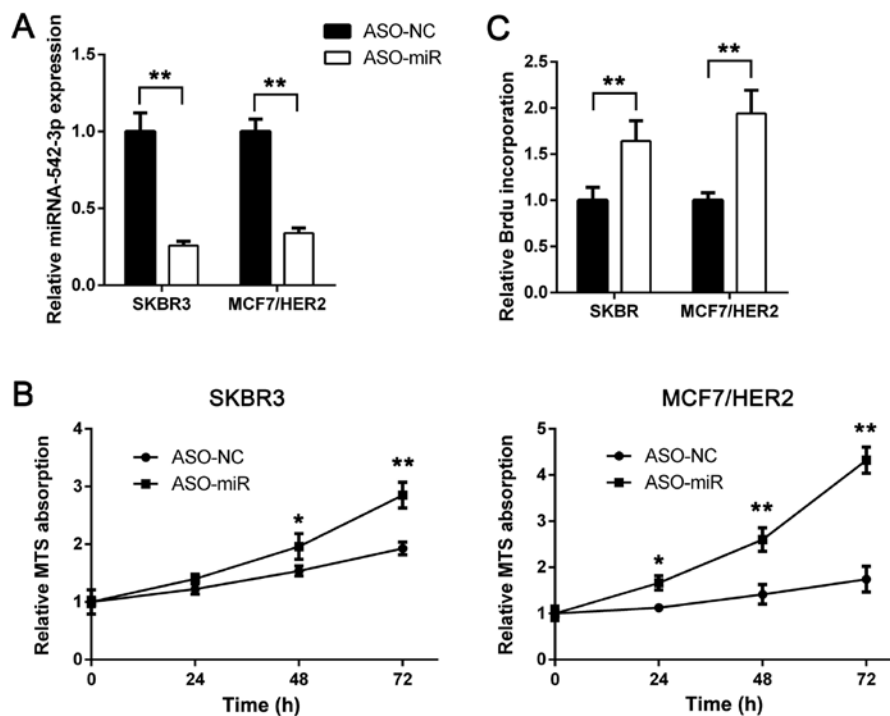 A
ASO-NC
ASO-miR
Relative miRNA-542-3p expression
1.5
1.0
0.5
0.0
**
**
SKBR3
MCF7/HER2
C
Relative Brdu incorporation
2.5
2.0
1.5
1.0
0.5
0.0
**
**
SKBR
MCF7/HER2
B
SKBR3
Relative MTS absorption
4
3
2
1
0
ASO-NC
ASO-miR
*
**
0 24 48 72
Time (h)
MCF7/HER2
Relative MTS absorption
5
4
3
2
1
0
ASO-NC
ASO-miR
*
**
**
0 24 48 72
Time (h)